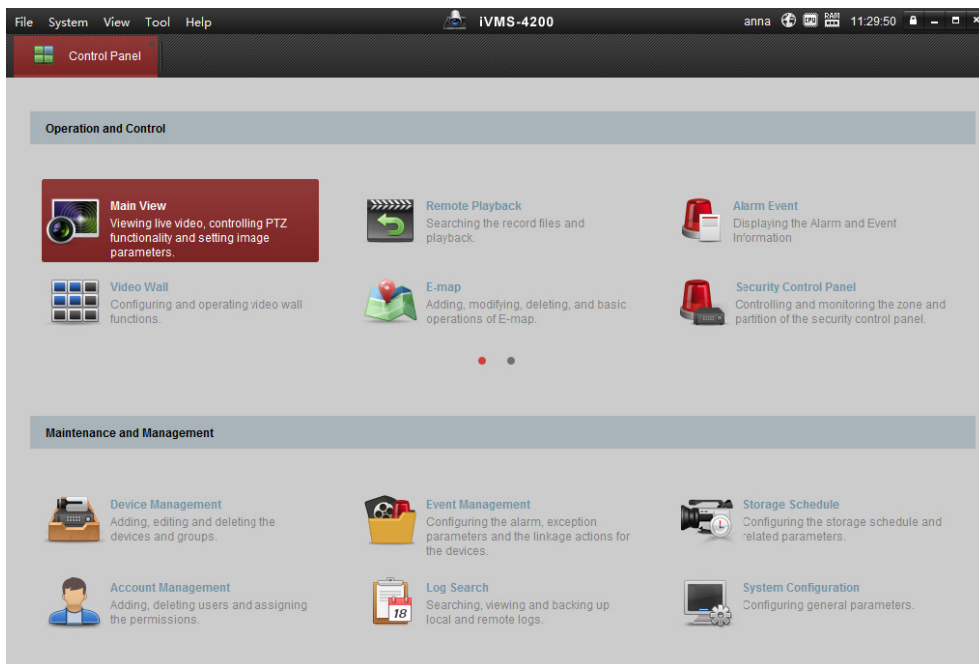 File System View Tool Help iVMS-4200 anna CPU RAM 11:29:50
Control Panel
Operation and Control
Main View
Viewing live video, controlling PTZ
functionality and setting image
parameters.
Remote Playback
Searching the record files and
playback.
Alarm Event
Displaying the Alarm and Event
Information
Video Wall
Configuring and operating video wall
functions.
E-map
Adding, modifying, deleting, and basic
operations of E-map.
Security Control Panel
Controlling and monitoring the zone and
partition of the security control panel.
Maintenance and Management
Device Management
Adding, editing and deleting the
devices and groups.
Event Management
Configuring the alarm, exception
parameters and the linkage actions for
the devices.
Storage Schedule
Configuring the storage schedule and
related parameters.
Account Management
Adding, deleting users and assigning
the permissions.
18
Log Search
Searching, viewing and backing up
local and remote logs.
System Configuration
Configuring general parameters.